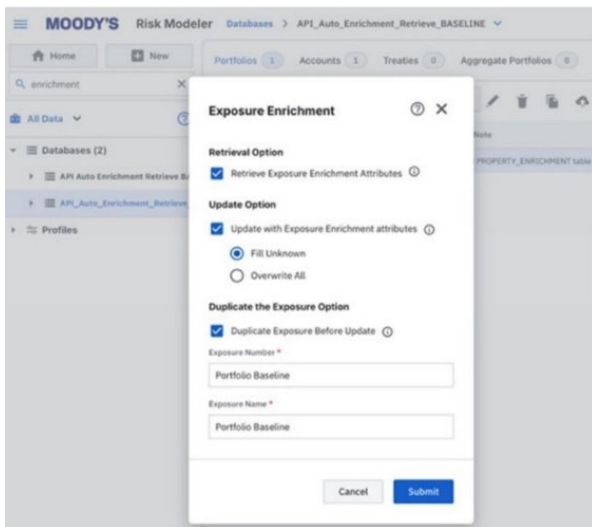 MOODY'S Risk Modeler Databases > API_Auto_Enrichment_Retrieve_BASELINE
Home New Portfolios 1 Accounts 1 Treaties 0 Aggregate Portfolios 0
enrichment
All Data
Note
Databases (2)
PROPERTY_ENRICHMENT table
API Auto Enrichment Retrieve
API_Auto_Enrichment_Retrieve_
Profiles
Exposure Enrichment
Retrieval Option
Retrieve Exposure Enrichment Attributes
Update Option
Update with Exposure Enrichment attributes
Fill Unknown
Overwrite All
Duplicate the Exposure Option
Duplicate Exposure Before Update
Exposure Number *
Portfolio Baseline
Exposure Name *
Portfolio Baseline
Cancel Submit